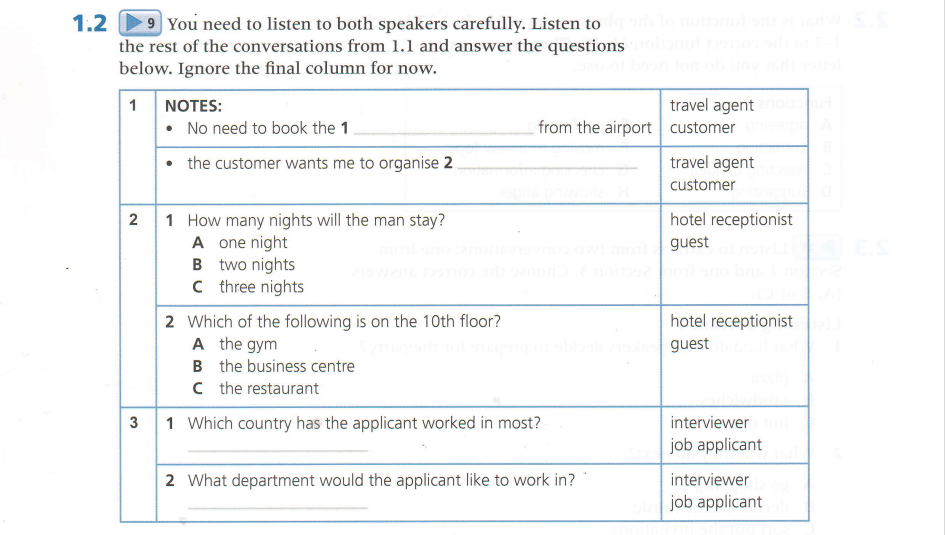 1.2 9 You need to listen to both speakers carefully. Listen to
the rest of the conversations from 1.1 and answer the questions
below. Ignore the final column for now.
1 NOTES:
• No need to book the 1 ____________ from the airport
travel agent
customer
• the customer wants me to organise 2 ____________
travel agent
customer
2 1 How many nights will the man stay?
A one night
B two nights
C three nights
hotel receptionist
guest
2 Which of the following is on the 10th floor?
A the gym
B the business centre
C the restaurant
hotel receptionist
guest
3 1 Which country has the applicant worked in most?
____________
interviewer
job applicant
2 What department would the applicant like to work in?
____________
interviewer
job applicant